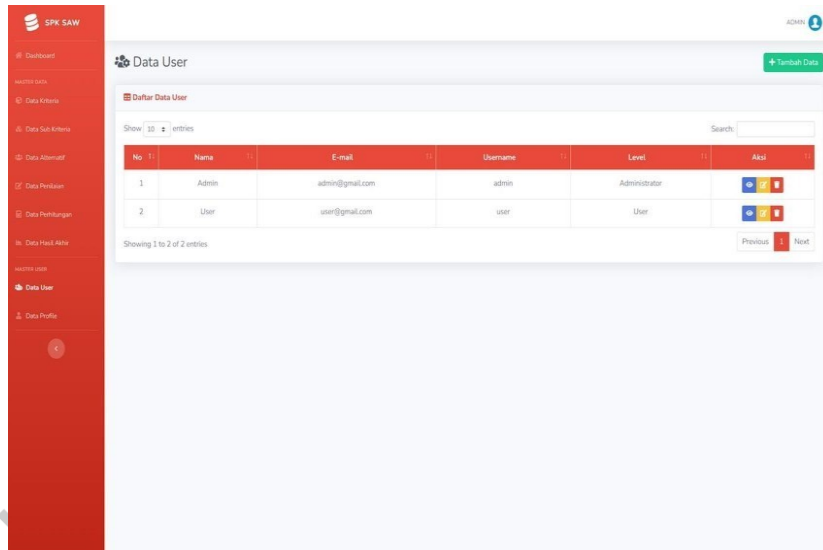 SPK SAW
ADMIN
Dashboard
MASTER DATA
Data Kriteria
Data Sub Kriteria
Data Alternatif
Data Penilaian
Data Perhitungan
Data Hasil Akhir
MASTER USER
Data User
Data Profile
Data User
+ Tambah Data
Daftar Data User
Show 10 entries Search:
No Nama E-mail Username Level Aksi
1 Admin admin@gmail.com admin Administrator
2 User user@gmail.com user User
Showing 1 to 2 of 2 entries Previous 1 Next